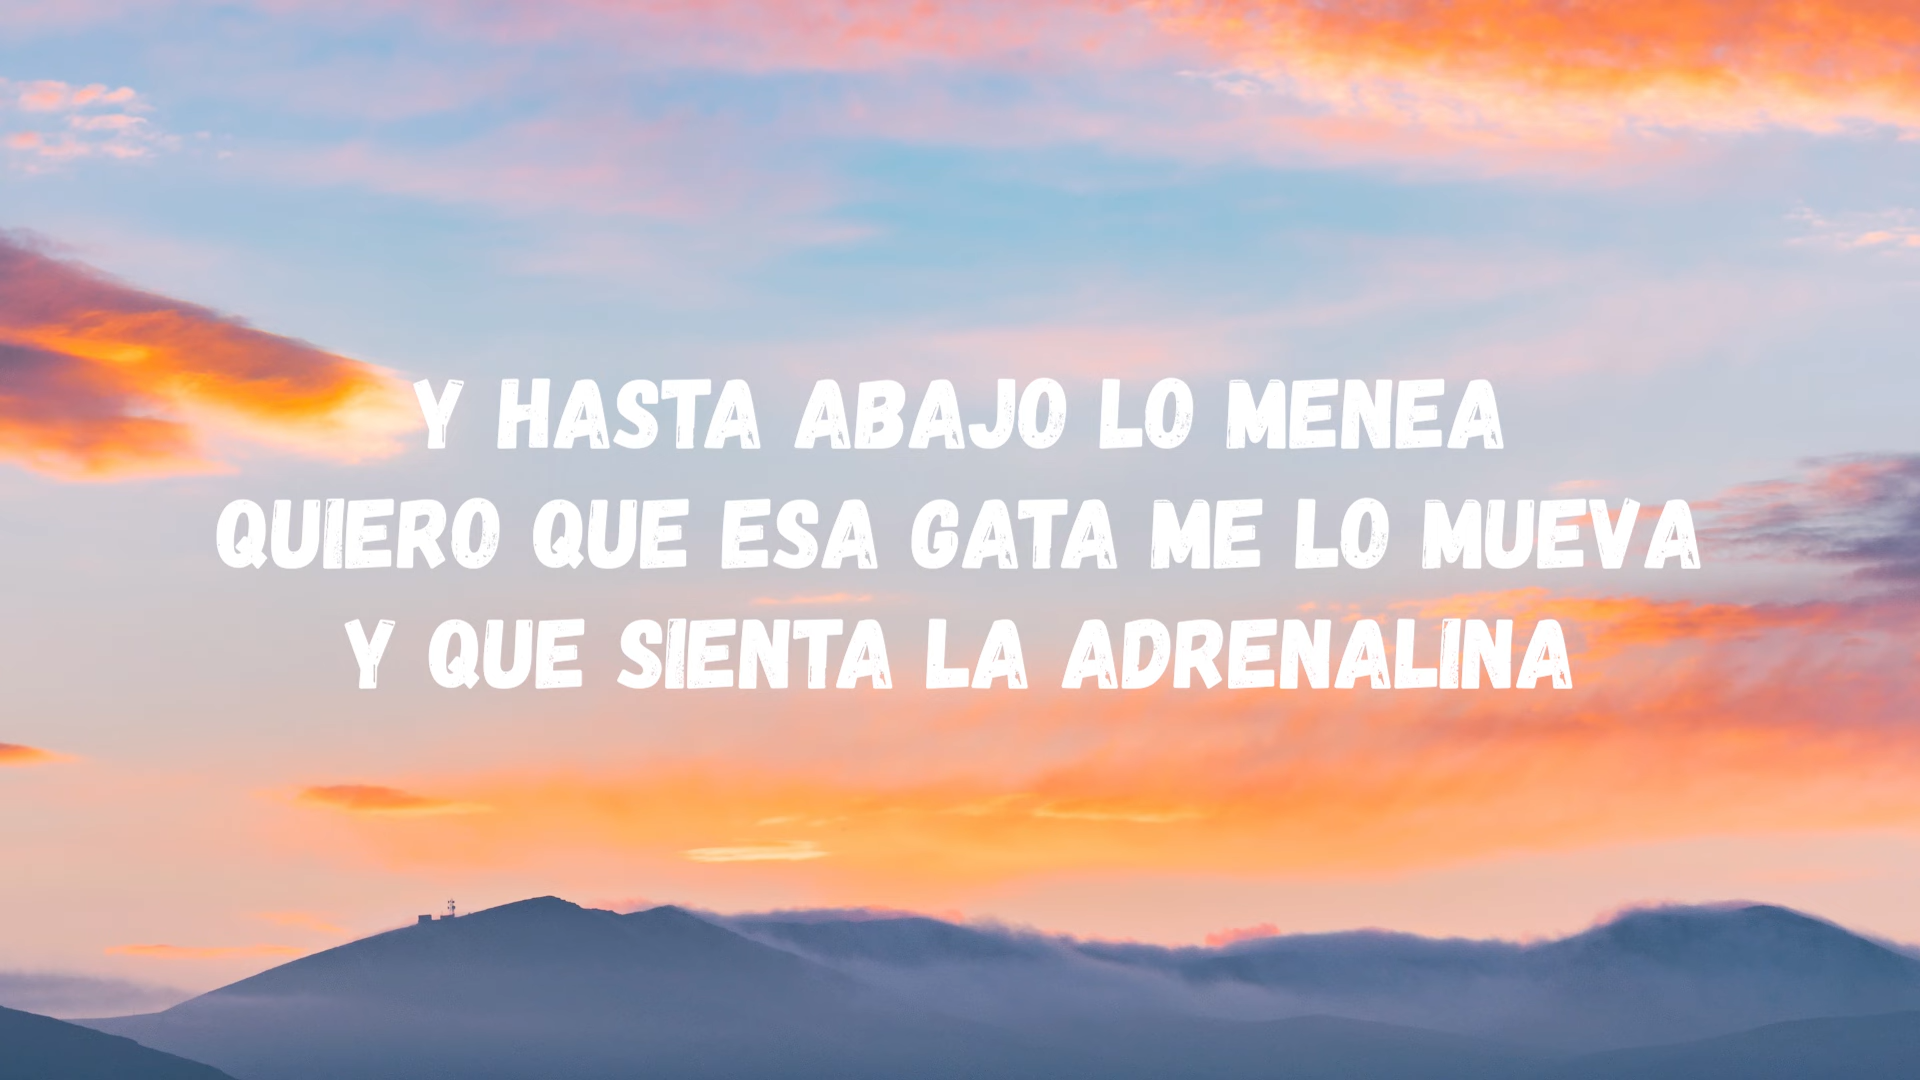 Y HASTA ABAJO LO MENEA
QUIERO QUE ESA GATA ME LO MUEVA
Y QUE SIENTA LA ADRENALINA